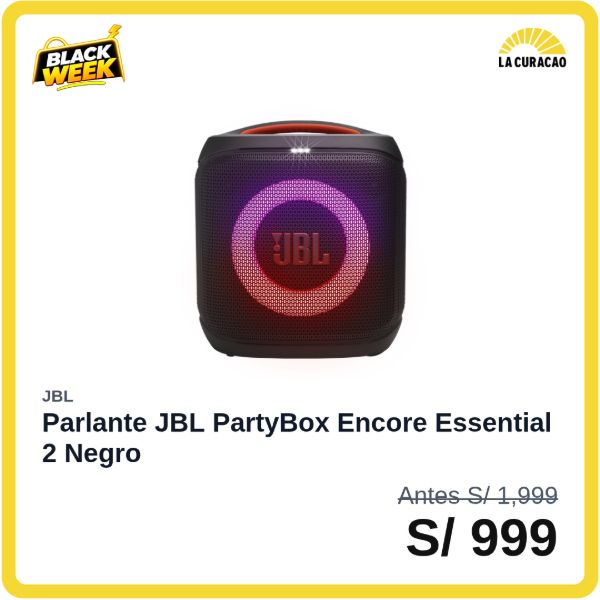 BLACK
WEEK
LA CURACAO
JBL
JBL
Parlante JBL PartyBox Encore Essential
2 Negro
Antes S/ 1,999
S/ 999